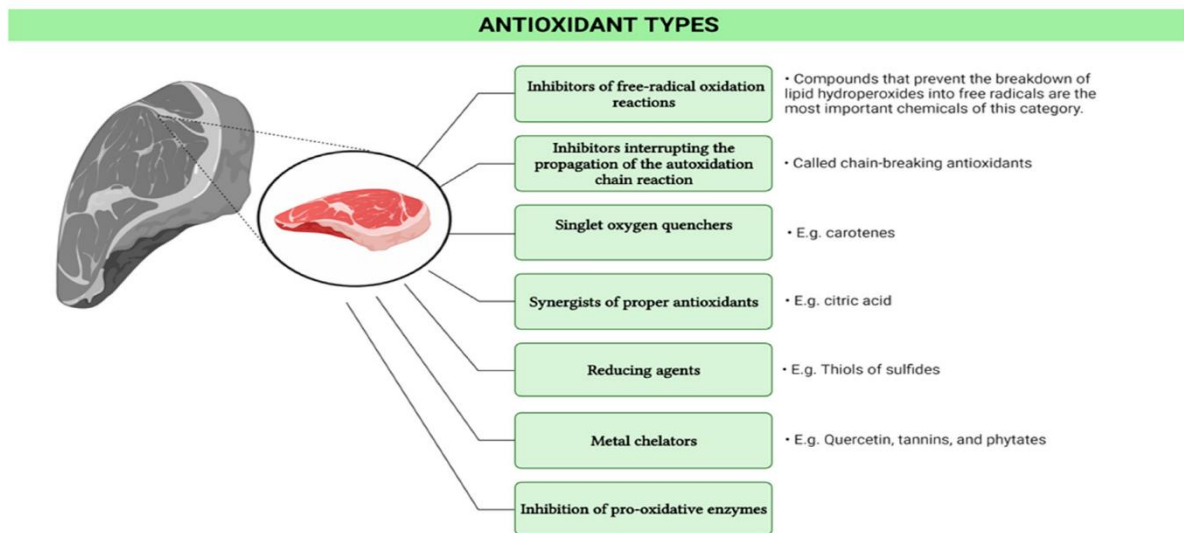 ANTIOXIDANT TYPES
Inhibitors of free-radical oxidation
reactions
• Compounds that prevent the breakdown of
lipid hydroperoxides into free radicals are the
most important chemicals of this category.
Inhibitors interrupting the
propagation of the autoxidation
chain reaction
• Called chain-breaking antioxidants
Singlet oxygen quenchers
• E.g. carotenes
Synergists of proper antioxidants
• E.g. citric acid
Reducing agents
• E.g. Thiols of sulfides
Metal chelators
• E.g. Quercetin, tannins, and phytates
Inhibition of pro-oxidative enzymes